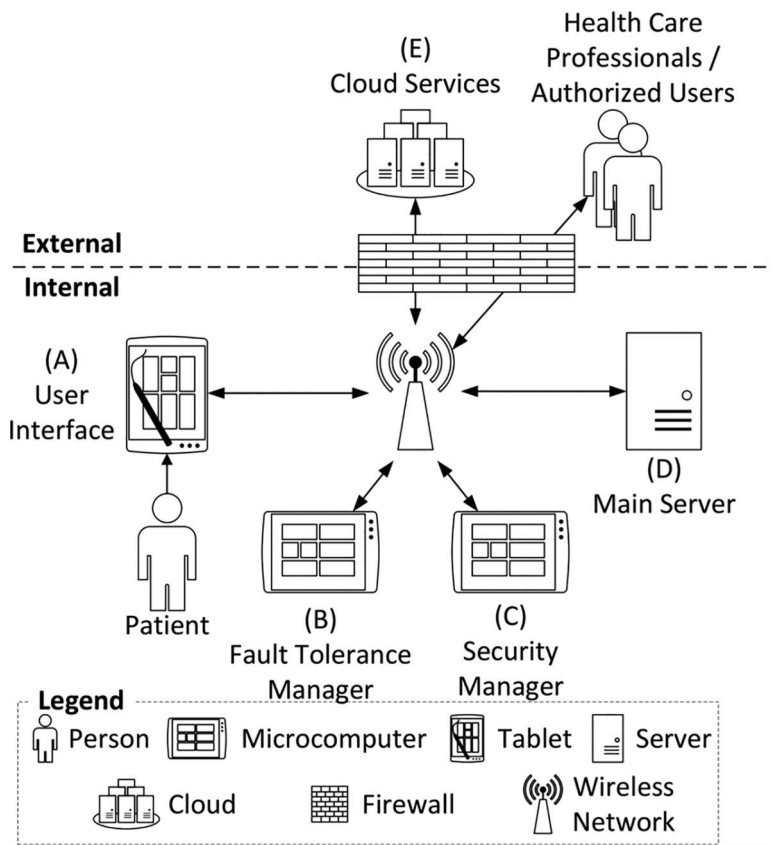 (E)
Cloud Services
Health Care
Professionals /
Authorized Users
External
Internal
(A)
User
Interface
(D)
Main Server
Patient
(B)
Fault Tolerance
Manager
(C)
Security
Manager
Legend
Person
Microcomputer
Tablet
Server
Cloud
Firewall
Wireless
Network